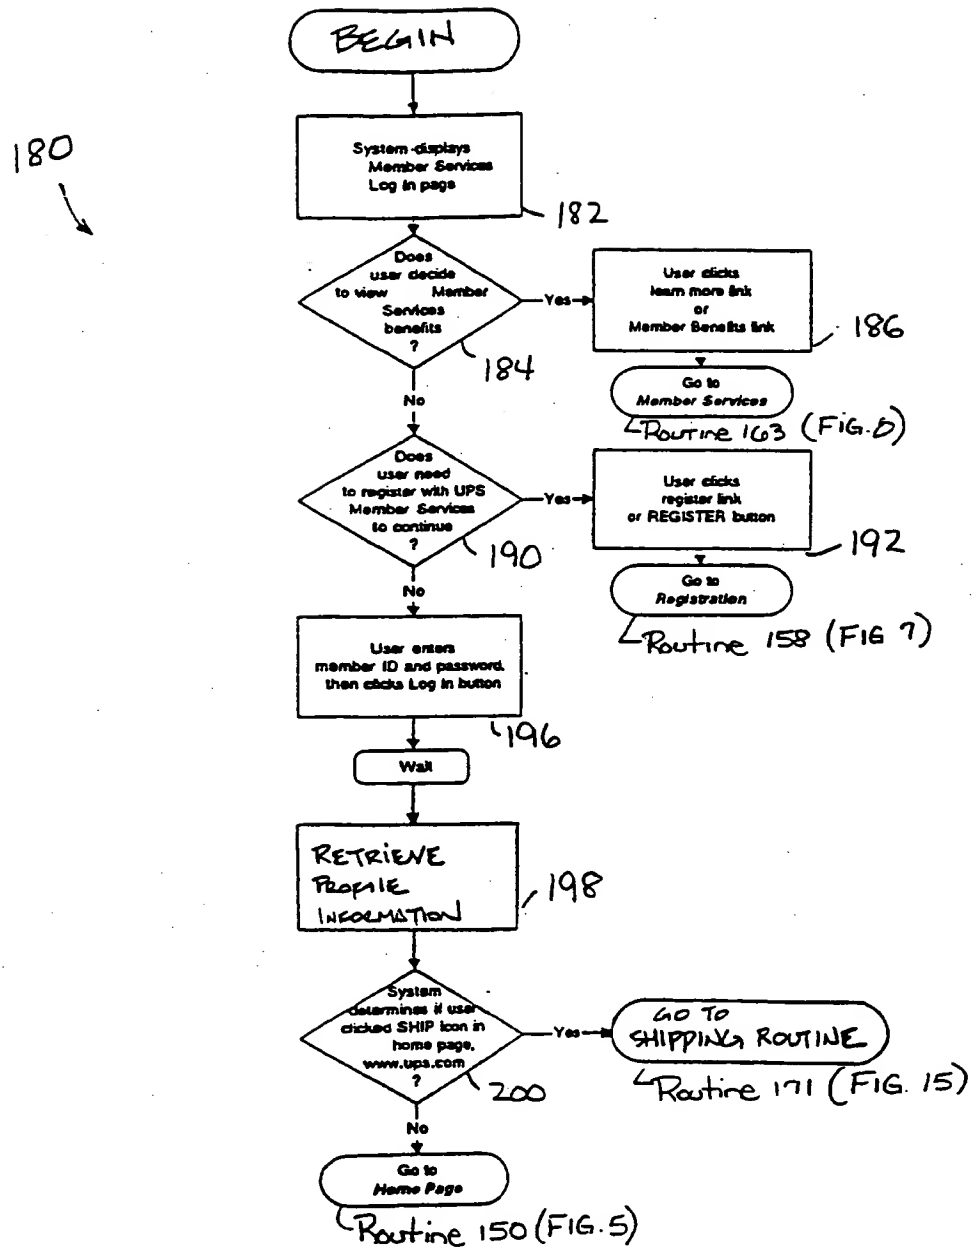 BEGIN
180
System displays
Member Services
Log In page
182
Does
user decide
to view Member
Services
benefits
?
184
Yes
User clicks
learn more link
or
Member Benefits link
186
Go to
Member Services
Routine 163 (FIG. 8)
No
Does
user need
to register with UPS
Member Services
to continue
?
190
Yes
User clicks
register link
or REGISTER button
192
Go to
Registration
Routine 158 (FIG 7)
No
User enters
member ID and password,
then clicks Log In button
196
Wait
RETRIEVE
PROFILE
INFORMATION
198
System
determines if user
clicked SHIP icon in
home page,
www.ups.com
?
200
Yes
GO TO
SHIPPING ROUTINE
Routine 171 (FIG. 15)
No
Go to
Home Page
Routine 150 (FIG. 5)